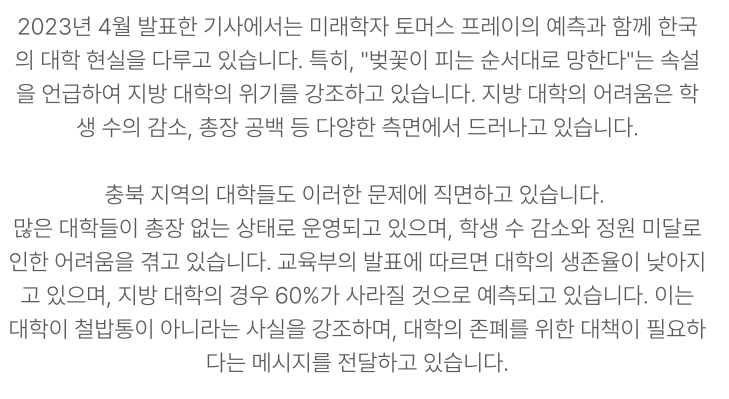 2023년 4월 발표한 기사에서는 미래학자 토머스 프레이의 예측과 함께 한국
의 대학 현실을 다루고 있습니다. 특히, "벚꽃이 피는 순서대로 망한다"는 속설
을 언급하여 지방 대학의 위기를 강조하고 있습니다. 지방 대학의 어려움은 학
생 수의 감소, 총장 공백 등 다양한 측면에서 드러나고 있습니다.
충북 지역의 대학들도 이러한 문제에 직면하고 있습니다.
많은 대학들이 총장 없는 상태로 운영되고 있으며, 학생 수 감소와 정원 미달로
인한 어려움을 겪고 있습니다. 교육부의 발표에 따르면 대학의 생존율이 낮아지
고 있으며, 지방 대학의 경우 60%가 사라질 것으로 예측되고 있습니다. 이는
대학이 철밥통이 아니라는 사실을 강조하며, 대학의 존폐를 위한 대책이 필요하
다는 메시지를 전달하고 있습니다.